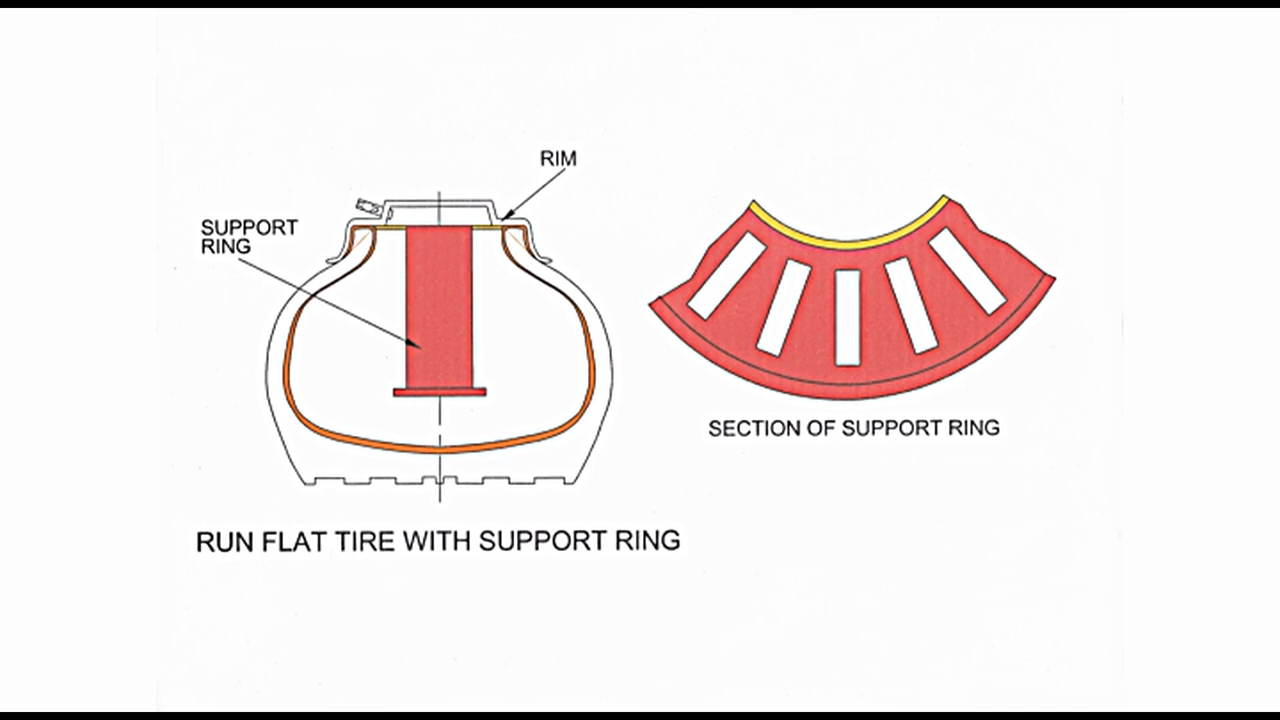 RIM
SUPPORT
RING
SECTION OF SUPPORT RING
RUN FLAT TIRE WITH SUPPORT RING